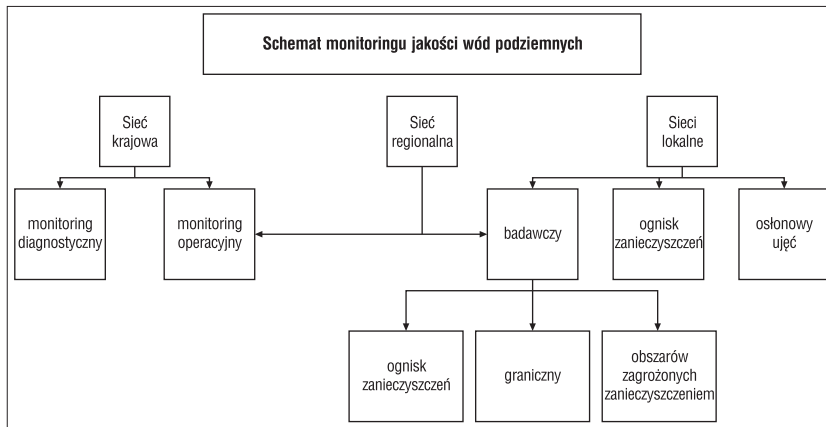 Schemat monitoringu jakości wód podziemnych
Sieć
krajowa
Sieć
regionalna
Sieci
lokalne
monitoring
diagnostyczny
monitoring
operacyjny
badawczy
ognisk
zanieczyszczeń
osłonowy
ujęć
ognisk
zanieczyszczeń
graniczny
obszarów
zagrożonych
zanieczyszczeniem